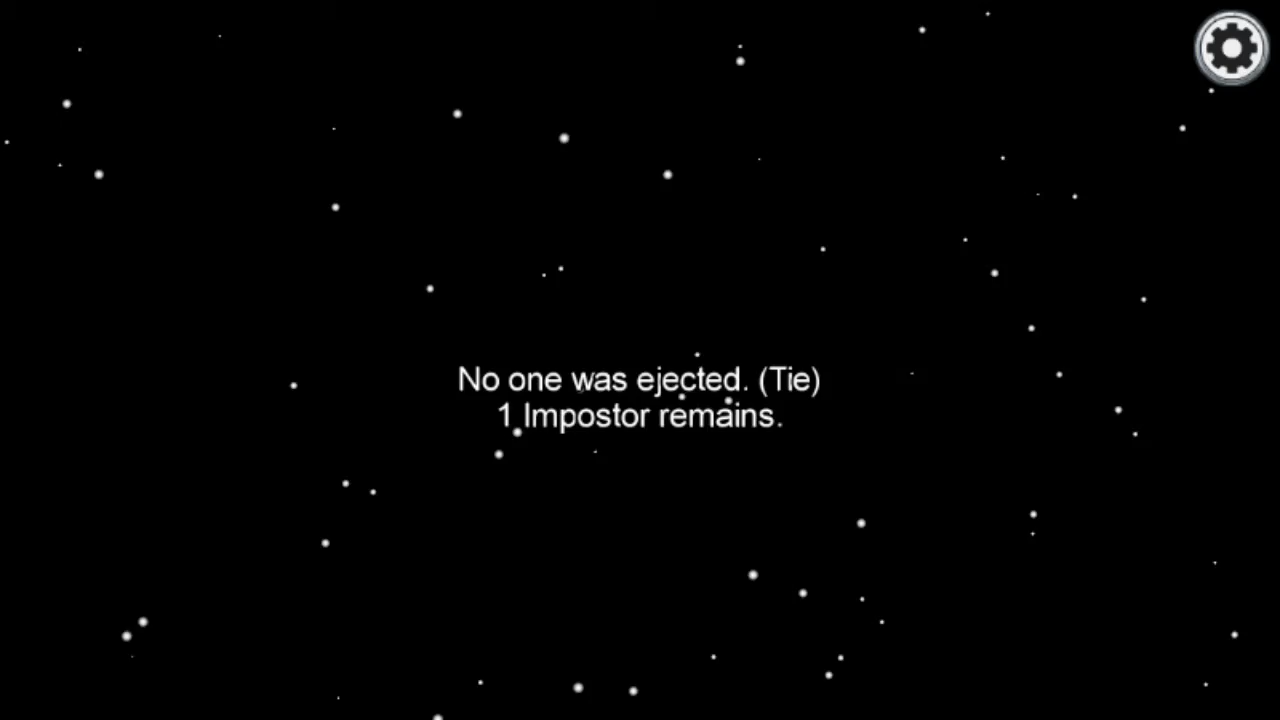 No one was ejected. (Tie)
1 Impostor remains.